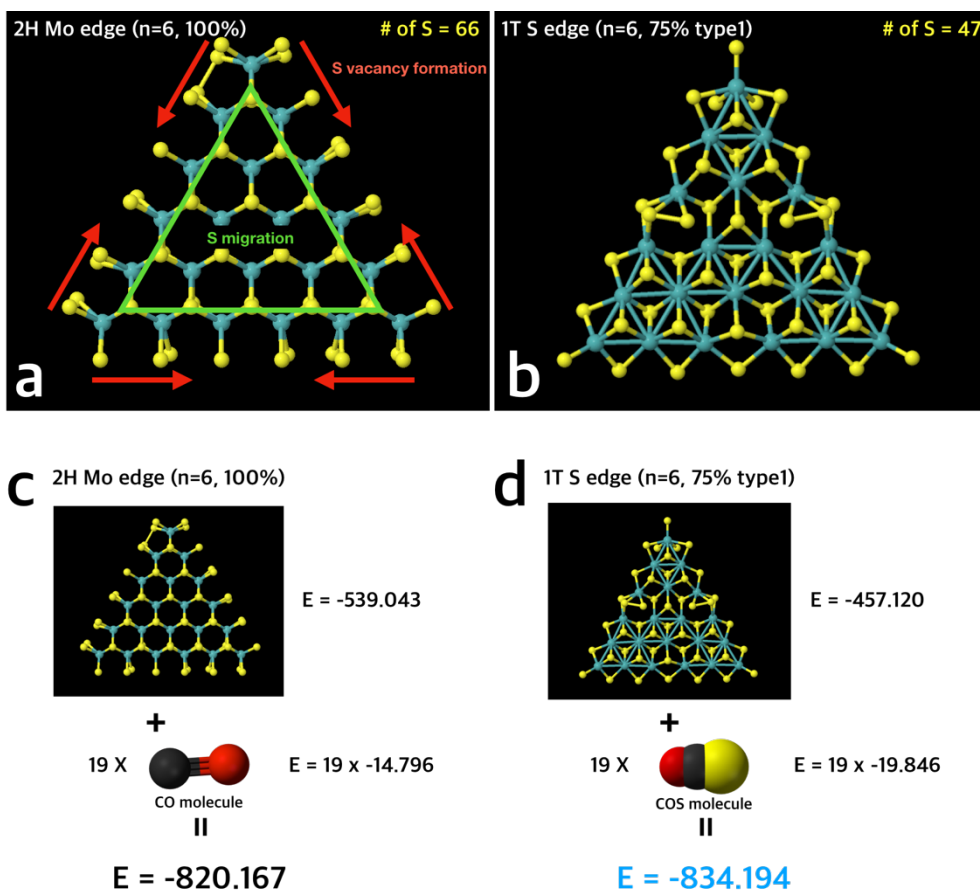 2H Mo edge (n=6, 100%)
# of S = 66
S vacancy formation
S migration
a
1T S edge (n=6, 75% type1)
# of S = 47
b
c
2H Mo edge (n=6, 100%)
E = -539.043
+
19 X
E = 19 x -14.796
CO molecule
=
E = -820.167
d
1T S edge (n=6, 75% type1)
E = -457.120
+
19 X
E = 19 x -19.846
COS molecule
=
E = -834.194